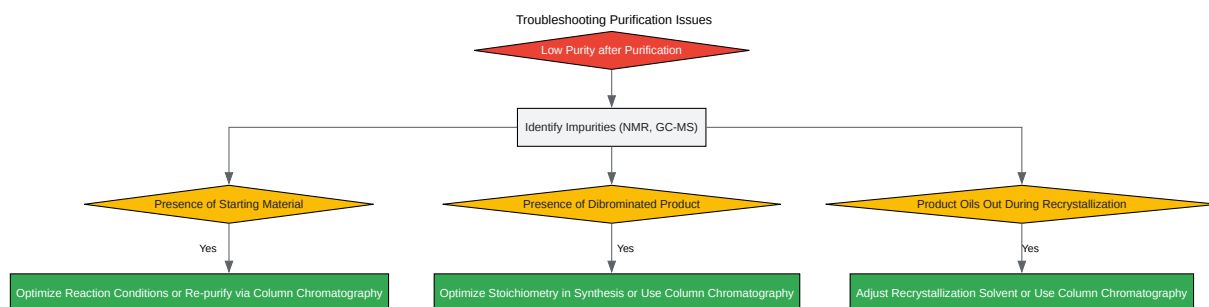 Troubleshooting Purification Issues
Low Purity after Purification
Identify Impurities (NMR, GC-MS)
Presence of Starting Material
Presence of Dibrominated Product
Product Oils Out During Recrystallization
Yes
Yes
Yes
Optimize Reaction Conditions or Re-purify via Column Chromatography
Optimize Stoichiometry in Synthesis or Use Column Chromatography
Adjust Recrystallization Solvent or Use Column Chromatography